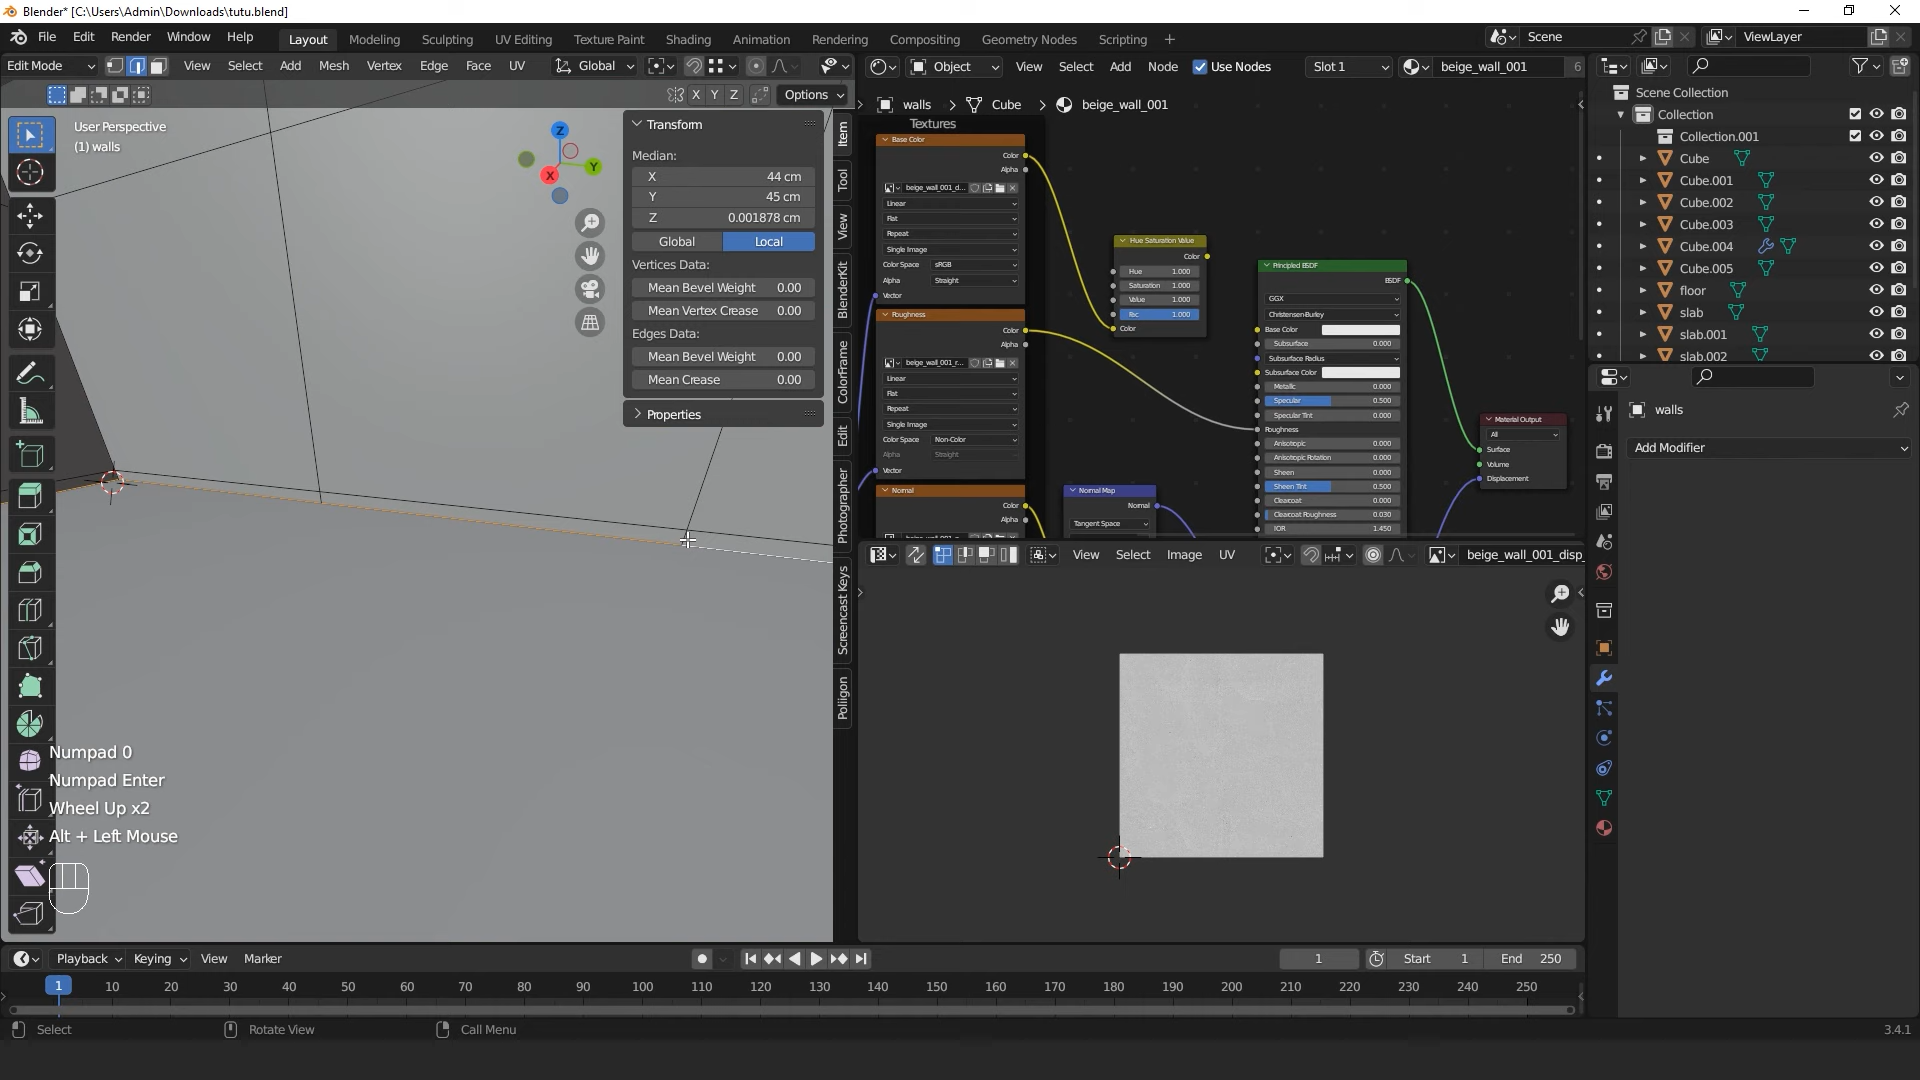 Blender* [C:\Users\Admin\Downloads\tutu.blend]
File Edit Render Window Help
Layout Modeling Sculpting UV Editing Texture Paint Shading Animation Rendering Compositing Geometry Nodes Scripting +
Scene
ViewLayer
Edit Mode View Select Add Mesh Vertex Edge Face UV Global
X Y Z Options
User Perspective
(1) walls
Z
Y
X
Transform
Median:
X 44 cm
Y 45 cm
Z 0.001878 cm
Global Local
Vertices Data:
Mean Bevel Weight 0.00
Mean Vertex Crease 0.00
Edges Data:
Mean Bevel Weight 0.00
Mean Crease 0.00
Properties
Item
Tool
View
BlenderKit
ColorFrame
Edit
Photographer
Screencast Keys
Poliigon
Numpad 0
Numpad Enter
Wheel Up x2
Alt + Left Mouse
Object View Select Add Node Use Nodes Slot 1 beige_wall_001 6
walls > Cube > beige_wall_001
Textures
Base Color
Color
Alpha
beige_wall_001_d...
Linear
Flat
Repeat
Single Image
Color Space sRGB
Alpha Straight
Vector
Roughness
Color
Alpha
beige_wall_001_r...
Linear
Flat
Repeat
Single Image
Color Space Non-Color
Alpha Straight
Vector
Normal
Color
Alpha
Hue Saturation Value
Color
Hue 1.000
Saturation 1.000
Value 1.000
Fac 1.000
Color
Normal Map
Normal
Tangent Space
Principled BSDF
BSDF
GGX
Christensen-Burley
Base Color
Subsurface 0.000
Subsurface Radius
Subsurface Color
Metallic 0.000
Specular 0.500
Specular Tint 0.000
Roughness
Anisotropic 0.000
Anisotropic Rotation 0.000
Sheen 0.000
Sheen Tint 0.500
Clearcoat 0.000
Clearcoat Roughness 0.030
IOR 1.450
Material Output
All
Surface
Volume
Displacement
View Select Image UV beige_wall_001_disp_
Scene Collection
Collection
Collection.001
Cube
Cube.001
Cube.002
Cube.003
Cube.004
Cube.005
floor
slab
slab.001
slab.002
walls
Add Modifier
Playback Keying View Marker 1 Start 1 End 250
1 10 20 30 40 50 60 70 80 90 100 110 120 130 140 150 160 170 180 190 200 210 220 230 240 250
Select Rotate View Call Menu 3.4.1